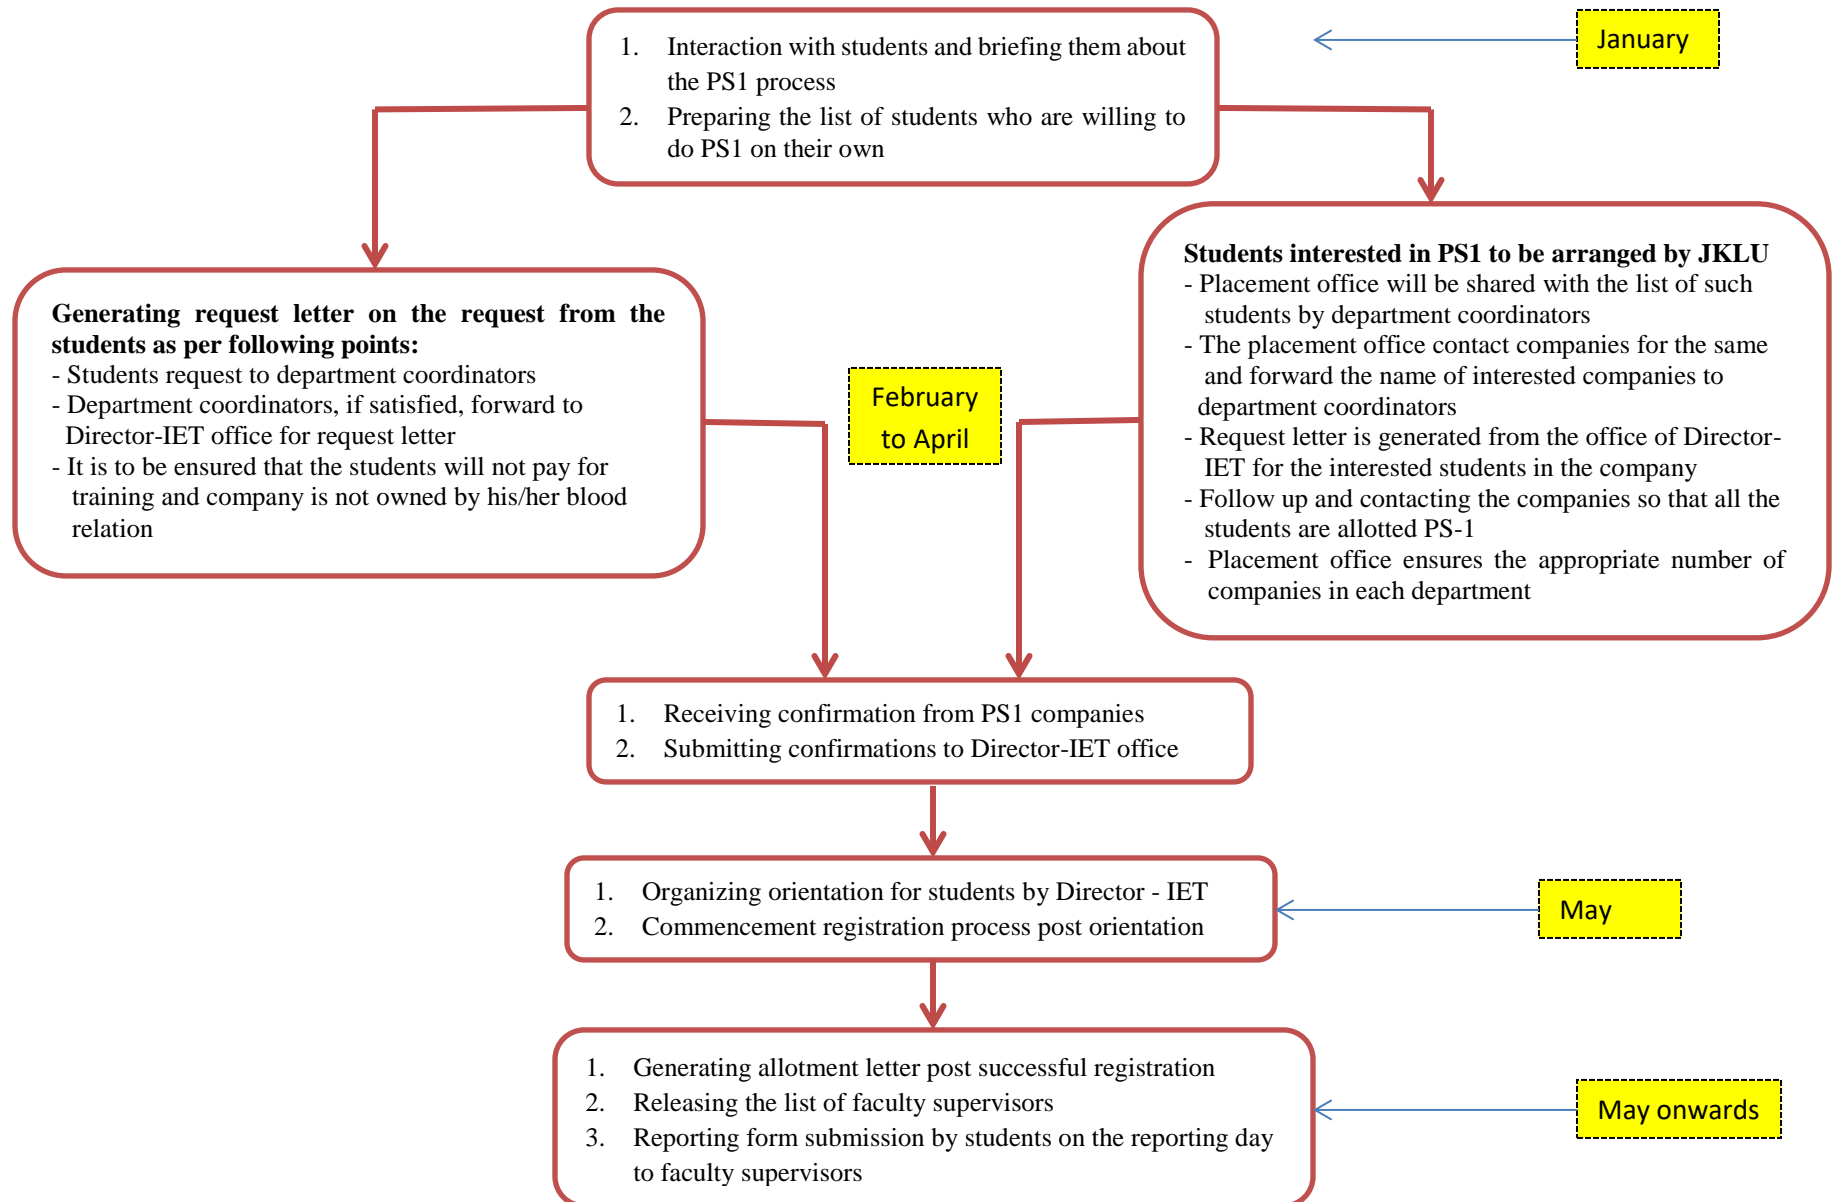 1. Interaction with students and briefing them about
the PS1 process
2. Preparing the list of students who are willing to
do PS1 on their own
January
Generating request letter on the request from the
students as per following points:
- Students request to department coordinators
- Department coordinators, if satisfied, forward to
Director-IET office for request letter
- It is to be ensured that the students will not pay for
training and company is not owned by his/her blood
relation
February
to April
Students interested in PS1 to be arranged by JKLU
- Placement office will be shared with the list of such
students by department coordinators
- The placement office contact companies for the same
and forward the name of interested companies to
department coordinators
- Request letter is generated from the office of Director-
IET for the interested students in the company
- Follow up and contacting the companies so that all the
students are allotted PS-1
- Placement office ensures the appropriate number of
companies in each department
1. Receiving confirmation from PS1 companies
2. Submitting confirmations to Director-IET office
1. Organizing orientation for students by Director - IET
2. Commencement registration process post orientation
May
1. Generating allotment letter post successful registration
2. Releasing the list of faculty supervisors
3. Reporting form submission by students on the reporting day
to faculty supervisors
May onwards